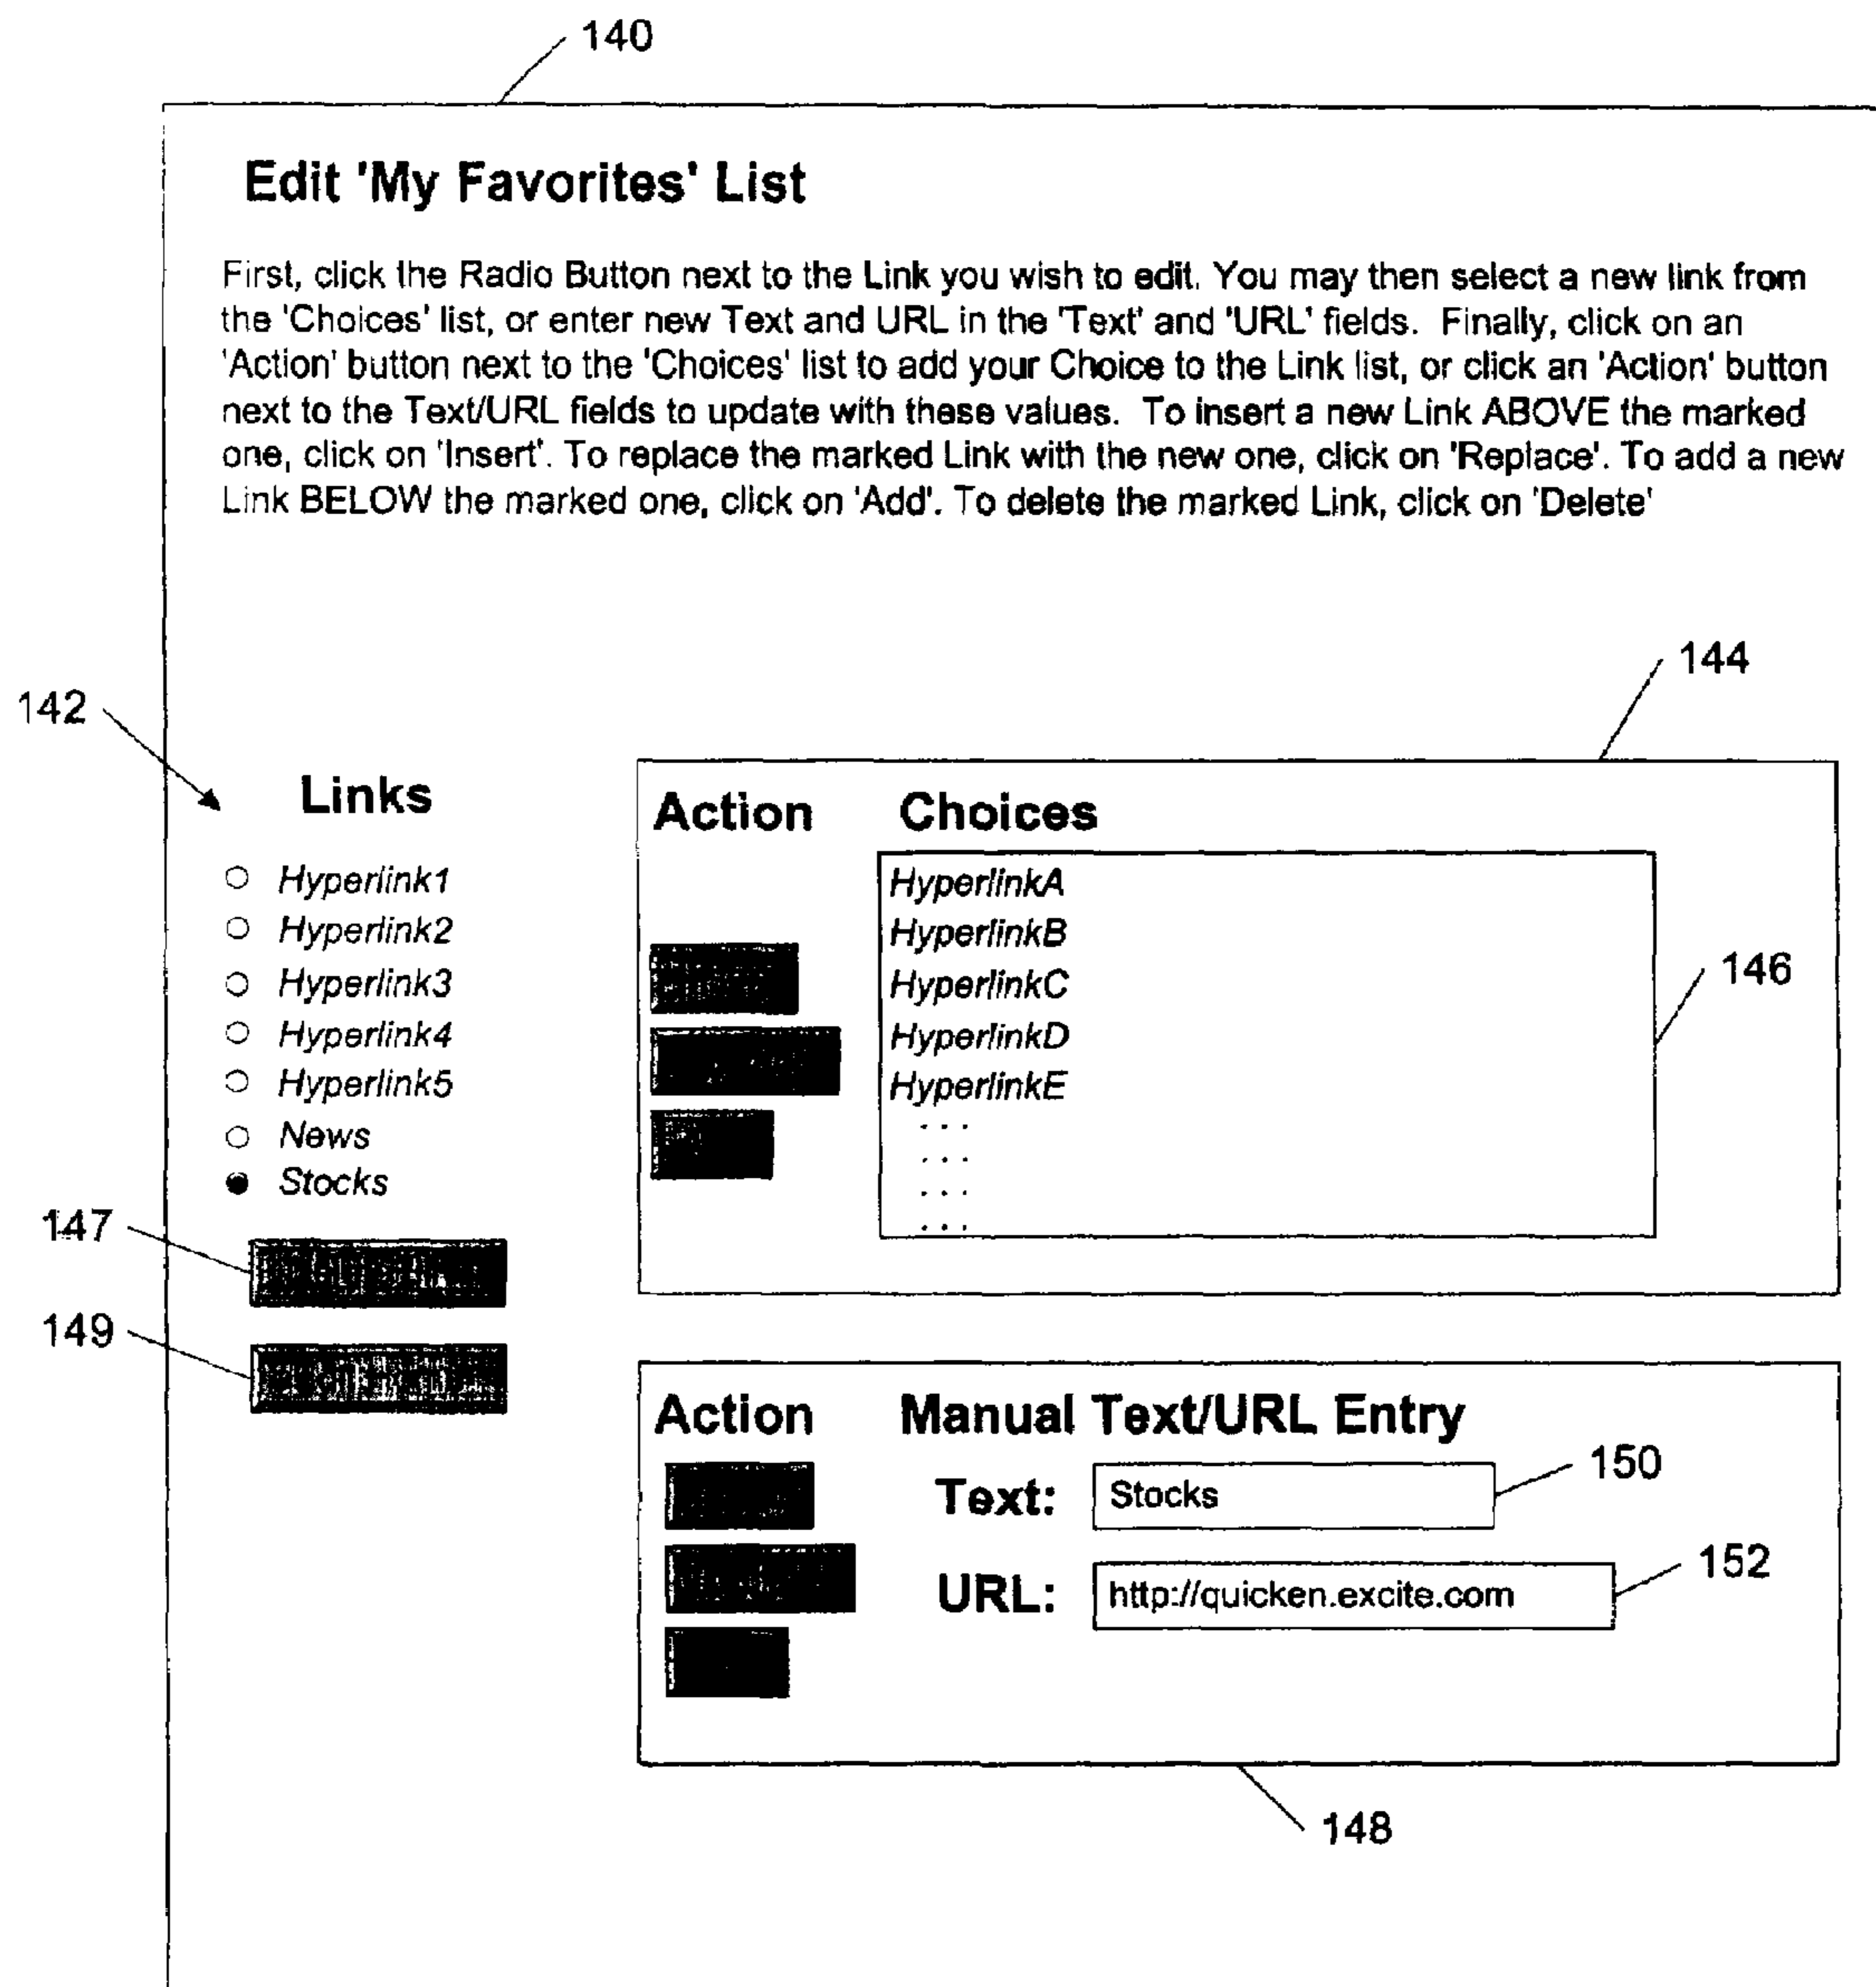 140
Edit 'My Favorites' List
First, click the Radio Button next to the Link you wish to edit. You may then select a new link from
the 'Choices' list, or enter new Text and URL in the 'Text' and 'URL' fields. Finally, click on an
'Action' button next to the 'Choices' list to add your Choice to the Link list, or click an 'Action' button
next to the Text/URL fields to update with these values. To insert a new Link ABOVE the marked
one, click on 'Insert'. To replace the marked Link with the new one, click on 'Replace'. To add a new
Link BELOW the marked one, click on 'Add'. To delete the marked Link, click on 'Delete'
144
142
Links
Hyperlink1
Hyperlink2
Hyperlink3
Hyperlink4
Hyperlink5
News
Stocks
147
149
Action Choices
HyperlinkA
HyperlinkB
HyperlinkC
HyperlinkD
HyperlinkE
. . .
. . .
. . .
. . .
146
Action Manual Text/URL Entry
Text: Stocks
150
URL: http://quicken.excite.com
152
148